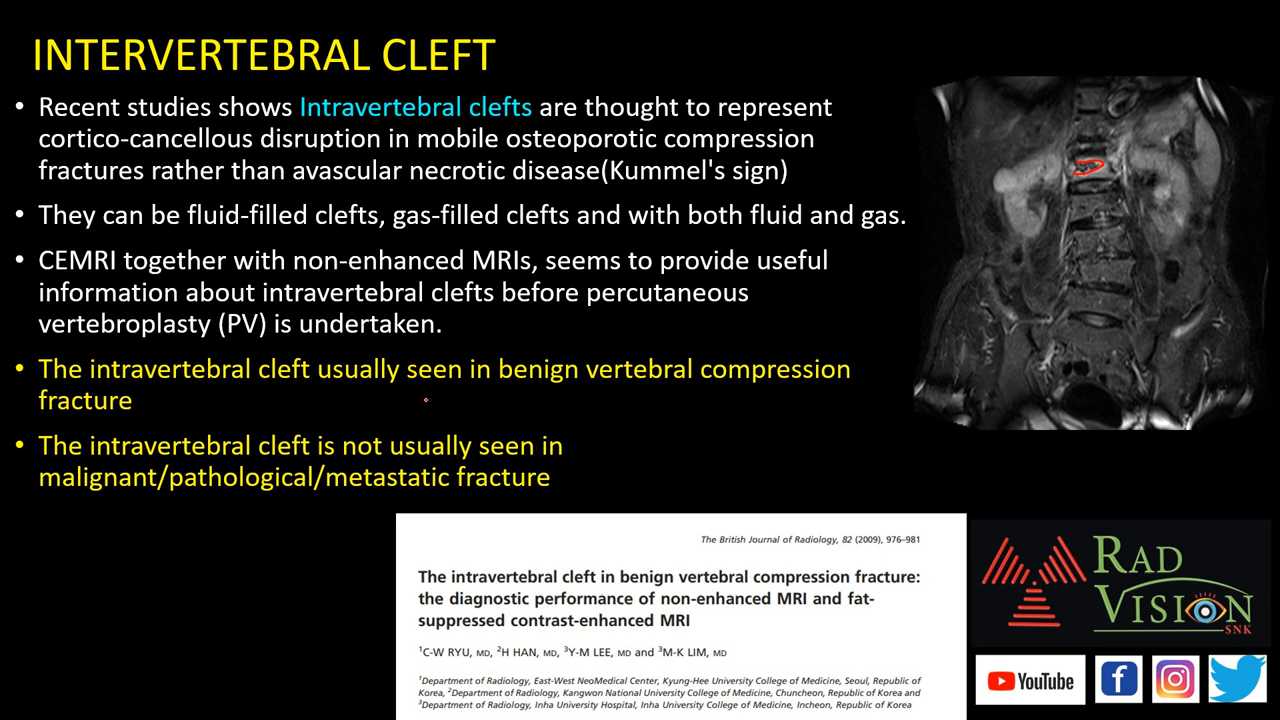 INTERVERTEBRAL CLEFT
• Recent studies shows Intravertebral clefts are thought to represent
cortico-cancellous disruption in mobile osteoporotic compression
fractures rather than avascular necrotic disease(Kummel's sign)
• They can be fluid-filled clefts, gas-filled clefts and with both fluid and gas.
• CEMRI together with non-enhanced MRIs, seems to provide useful
information about intravertebral clefts before percutaneous
vertebroplasty (PV) is undertaken.
• The intravertebral cleft usually seen in benign vertebral compression
fracture
• The intravertebral cleft is not usually seen in
malignant/pathological/metastatic fracture
The British Journal of Radiology, 82 (2009), 976–981
The intravertebral cleft in benign vertebral compression fracture:
the diagnostic performance of non-enhanced MRI and fat-
suppressed contrast-enhanced MRI
¹C-W RYU, MD, ²H HAN, MD, ³Y-M LEE, MD and ³M-K LIM, MD
¹Department of Radiology, East-West NeoMedical Center, Kyung-Hee University College of Medicine, Seoul, Republic of
Korea, ²Department of Radiology, Kangwon National University College of Medicine, Chuncheon, Republic of Korea and
³Department of Radiology, Inha University Hospital, Inha University College of Medicine, Incheon, Republic of Korea
RAD
VISION
SNK
YouTube